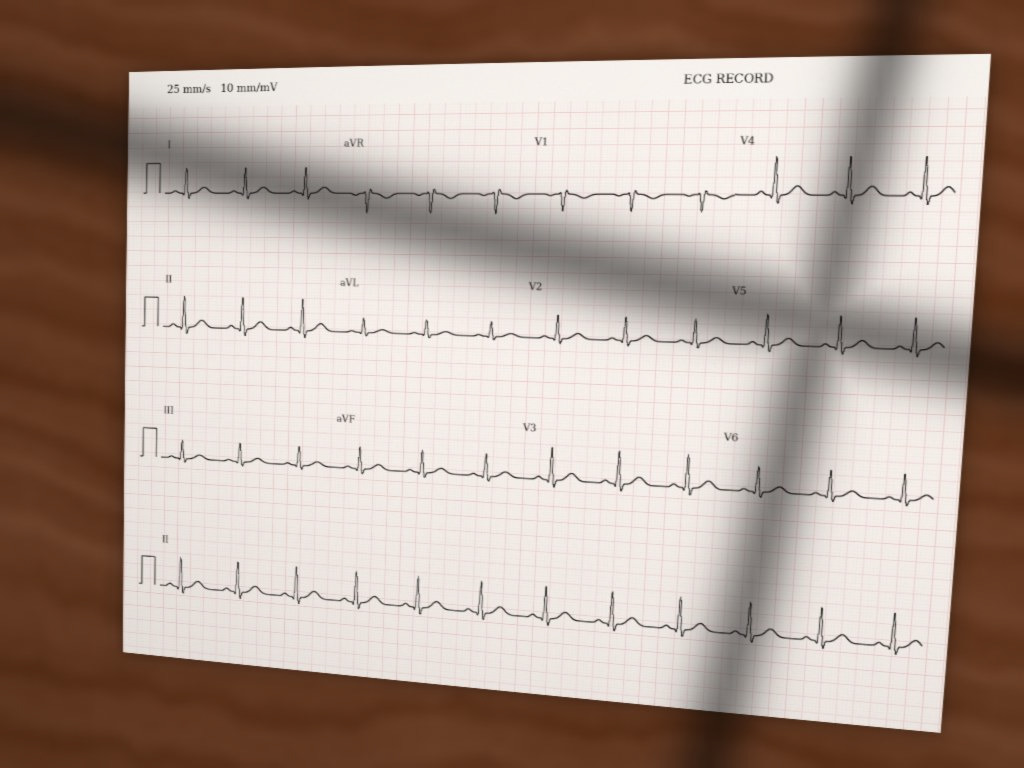 25 mm/s 10 mm/mV ECG RECORD
I aVR V1 V4
II aVL V2 V5
III aVF V3 V6
II